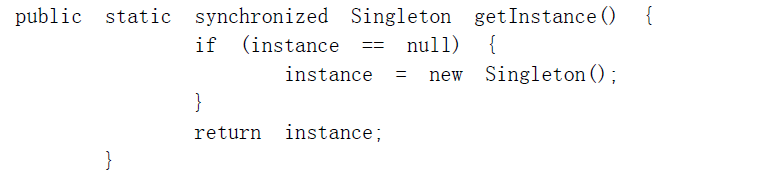 public static synchronized Singleton getInstance() {
if (instance == null) {
instance = new Singleton();
}
return instance;
}